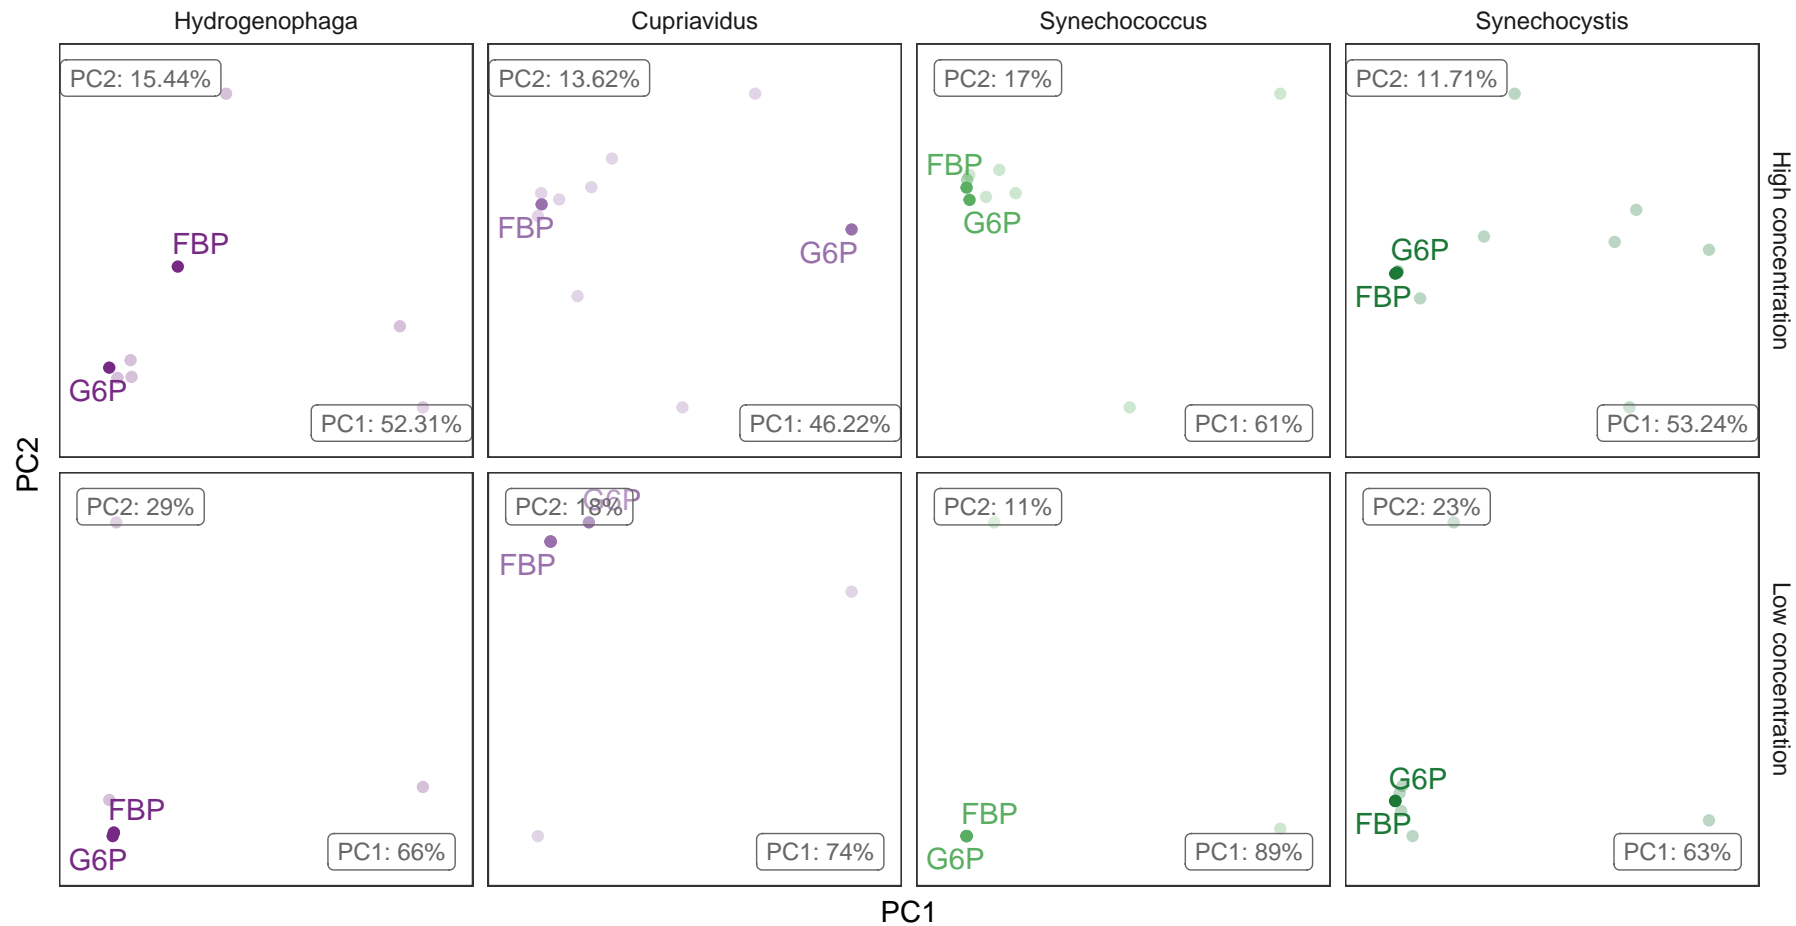 Hydrogenophaga
Cupriavidus
Synechococcus
Synechocystis
PC2: 15.44%
FBP
G6P
PC1: 52.31%
PC2: 13.62%
FBP
G6P
PC1: 46.22%
PC2: 17%
FBP
G6P
PC1: 61%
PC2: 11.71%
G6P
FBP
PC1: 53.24%
High concentration
PC2
PC2: 29%
FBP
G6P
PC1: 66%
G6P
PC2: 18%
FBP
PC1: 74%
PC2: 11%
FBP
G6P
PC1: 89%
PC2: 23%
G6P
FBP
PC1: 63%
Low concentration
PC1